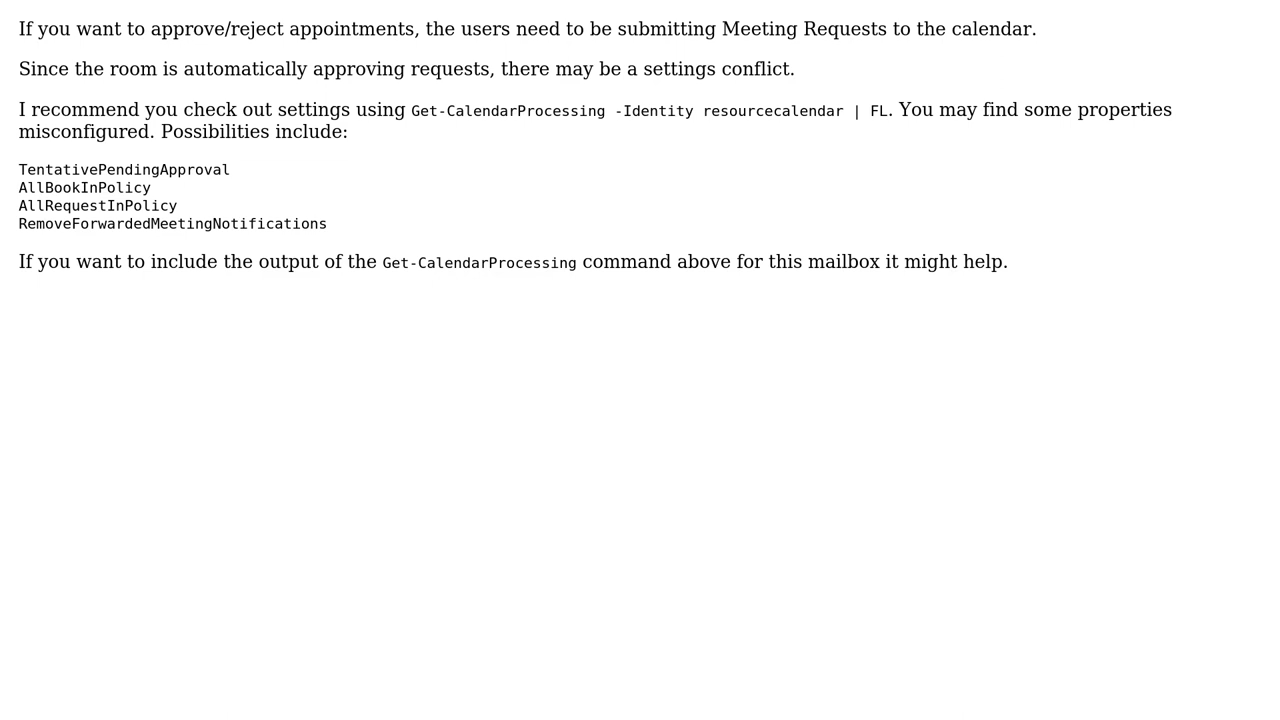 If you want to approve/reject appointments, the users need to be submitting Meeting Requests to the calendar.
Since the room is automatically approving requests, there may be a settings conflict.
I recommend you check out settings using Get-CalendarProcessing -Identity resourcecalendar | FL. You may find some properties
misconfigured. Possibilities include:
TentativePendingApproval
AllBookInPolicy
AllRequestInPolicy
RemoveForwardedMeetingNotifications
If you want to include the output of the Get-CalendarProcessing command above for this mailbox it might help.